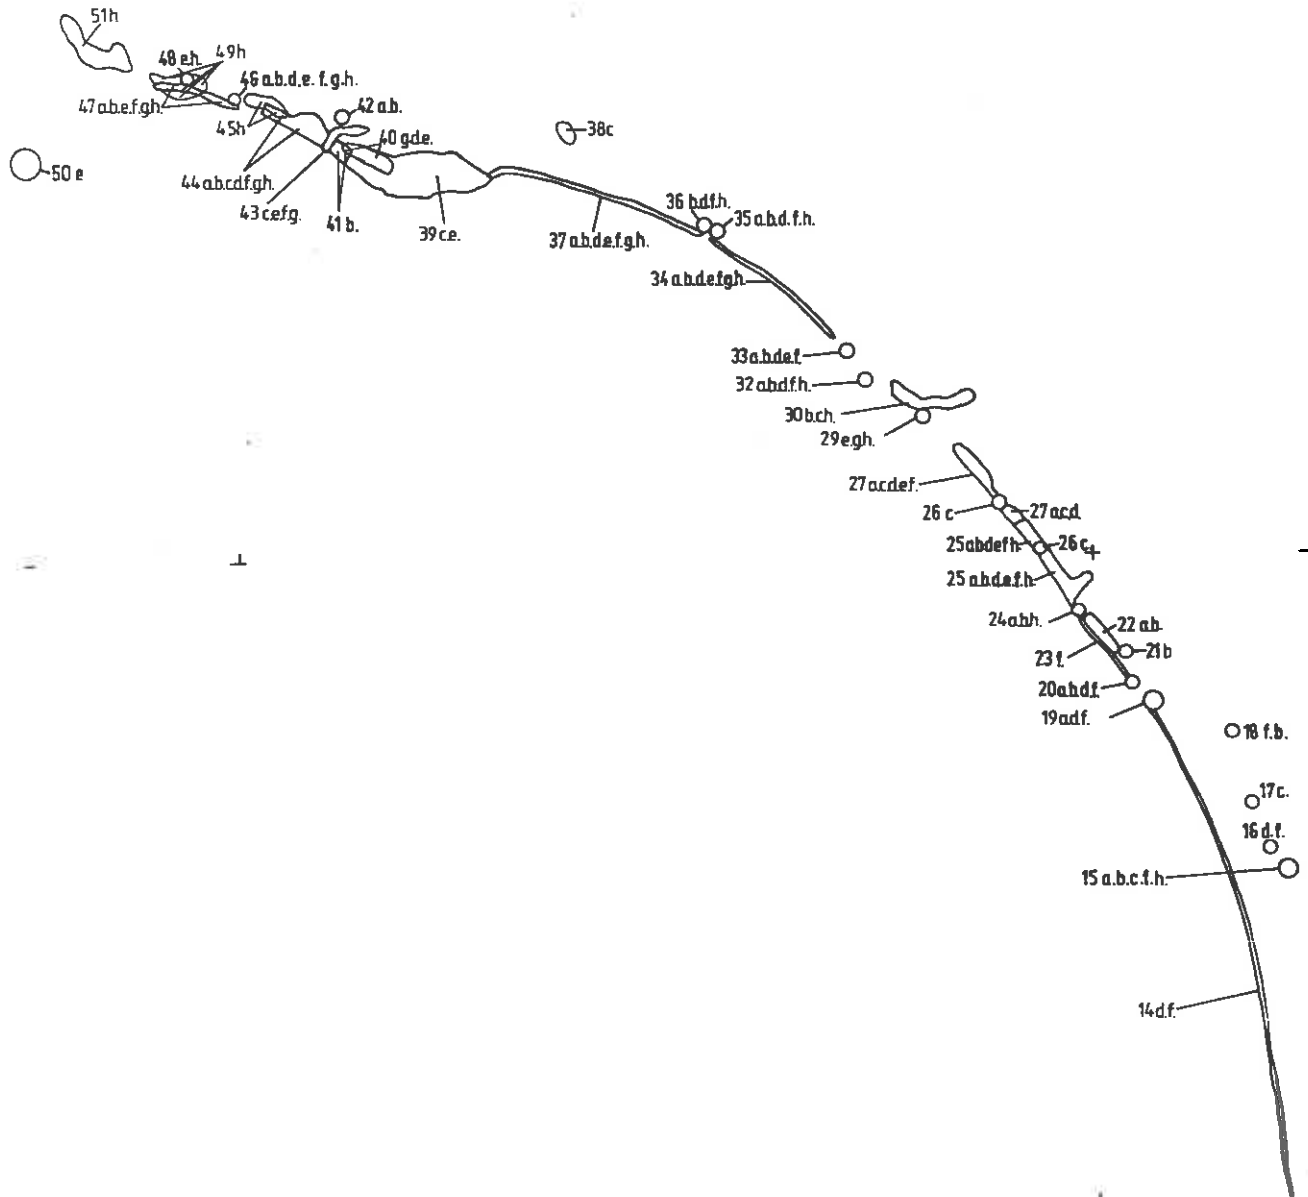 51h
48 e.h.
49h
46 a.b.d.e. f.g.h.
47 a.b.e.f.gh.
45h
42 a.b.
40 g.d.e.
38c
50 e
44 a.b.c.d.f.gh.
43 c.e.f.g.
41 b.
39 c.e.
36 b.d.f.h.
35 a.b.d.f.h.
37 a.b.d.e.f.g.h.
34 a.b.d.e.f.g.h.
33 a.b.d.e.f.
32 a.b.d.f.h.
30 b.c.h.
29 e.g.h.
27 a.c.d.e.f.
26 c
27 a.c.d.
25 a b d e f h
26 c.
25 a.b.d.e.f.h.
24 a.b.h.
22 a.b.
21 b
23 f.
20 a.b.d.f.
19 a.d.f.
18 f.b.
17 c.
16 d.f.
15 a.b.c.f.h.
14 d.f.